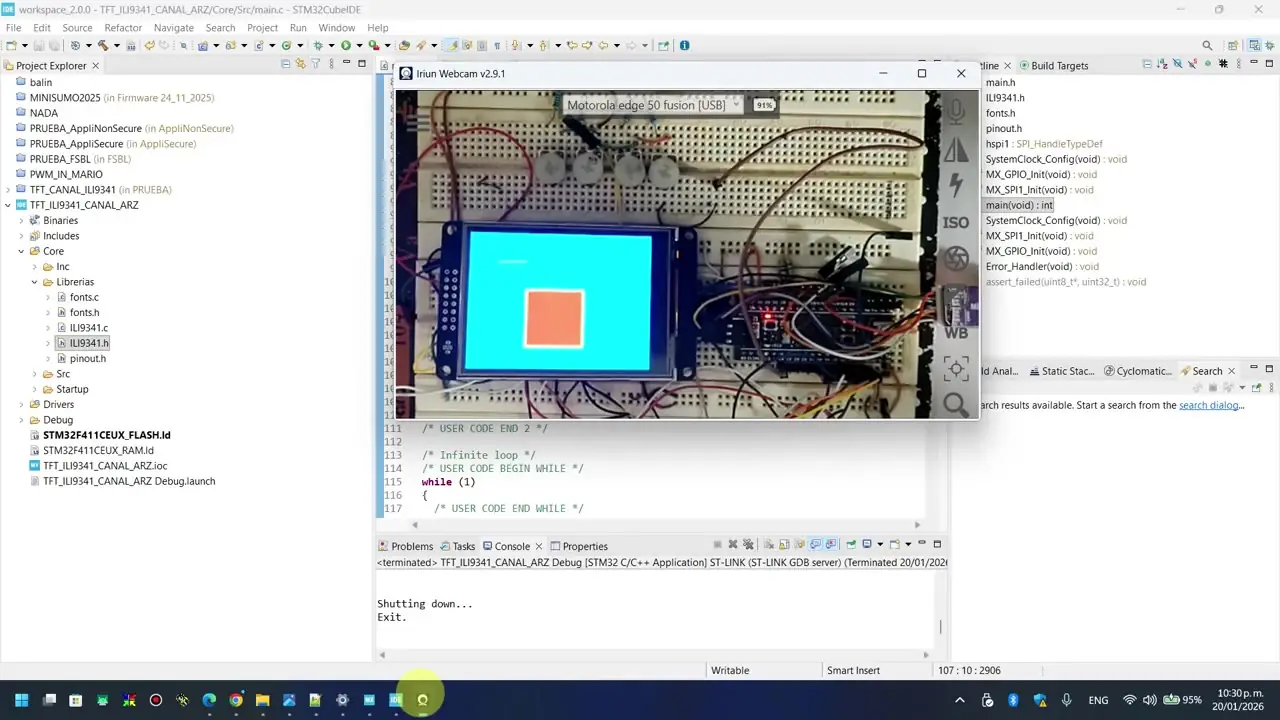 workspace_2.0.0 - TFT_ILI9341_CANAL_ARZ/Core/Src/main.c - STM32CubeIDE
File Edit Source Refactor Navigate Search Project Run Window Help
Project Explorer
balin
MINISUMO2025 (in Firmware 24_11_2025)
NADA
PRUEBA_AppliNonSecure (in AppliNonSecure)
PRUEBA_AppliSecure (in AppliSecure)
PRUEBA_FSBL (in FSBL)
PWM_IN_MARIO
TFT_CANAL_ILI9341 (in PRUEBA)
TFT_ILI9341_CANAL_ARZ
Binaries
Includes
Core
Inc
Librerias
fonts.c
fonts.h
ILI9341.c
ILI9341.h
pinout.h
Src
Startup
Drivers
Debug
STM32F411CEUX_FLASH.ld
STM32F411CEUX_RAM.ld
TFT_ILI9341_CANAL_ARZ.ioc
TFT_ILI9341_CANAL_ARZ Debug.launch
Iriun Webcam v2.9.1
Motorola edge 50 fusion [USB]
91%
ISO
WB
111 /* USER CODE END 2 */
112
113 /* Infinite loop */
114 /* USER CODE BEGIN WHILE */
115 while (1)
116 {
117 /* USER CODE END WHILE */
Problems Tasks Console Properties
<terminated> TFT_ILI9341_CANAL_ARZ Debug [STM32 C/C++ Application] ST-LINK (ST-LINK GDB server) (Terminated 20/01/2026
Shutting down...
Exit.
tline Build Targets
main.h
ILI9341.h
fonts.h
pinout.h
hspi1 : SPI_HandleTypeDef
SystemClock_Config(void) : void
MX_GPIO_Init(void) : void
MX_SPI1_Init(void) : void
main(void) : int
SystemClock_Config(void) : void
MX_SPI1_Init(void) : void
MX_GPIO_Init(void) : void
Error_Handler(void) : void
assert_failed(uint8_t*, uint32_t) : void
ld Anal... Static Stac... Cyclomatic... Search
arch results available. Start a search from the search dialog...
Writable Smart Insert 107 : 10 : 2906
95%
10:30 p. m.
20/01/2026